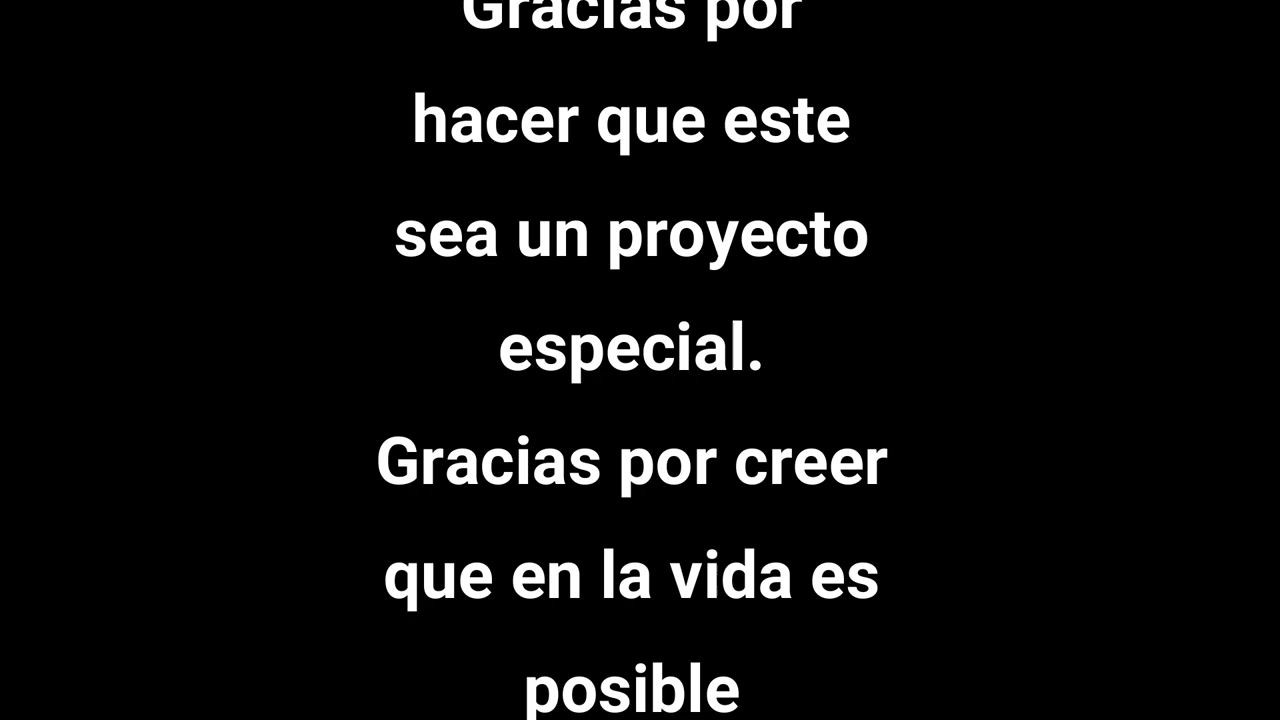 Gracias por
hacer que este
sea un proyecto
especial.
Gracias por creer
que en la vida es
posible